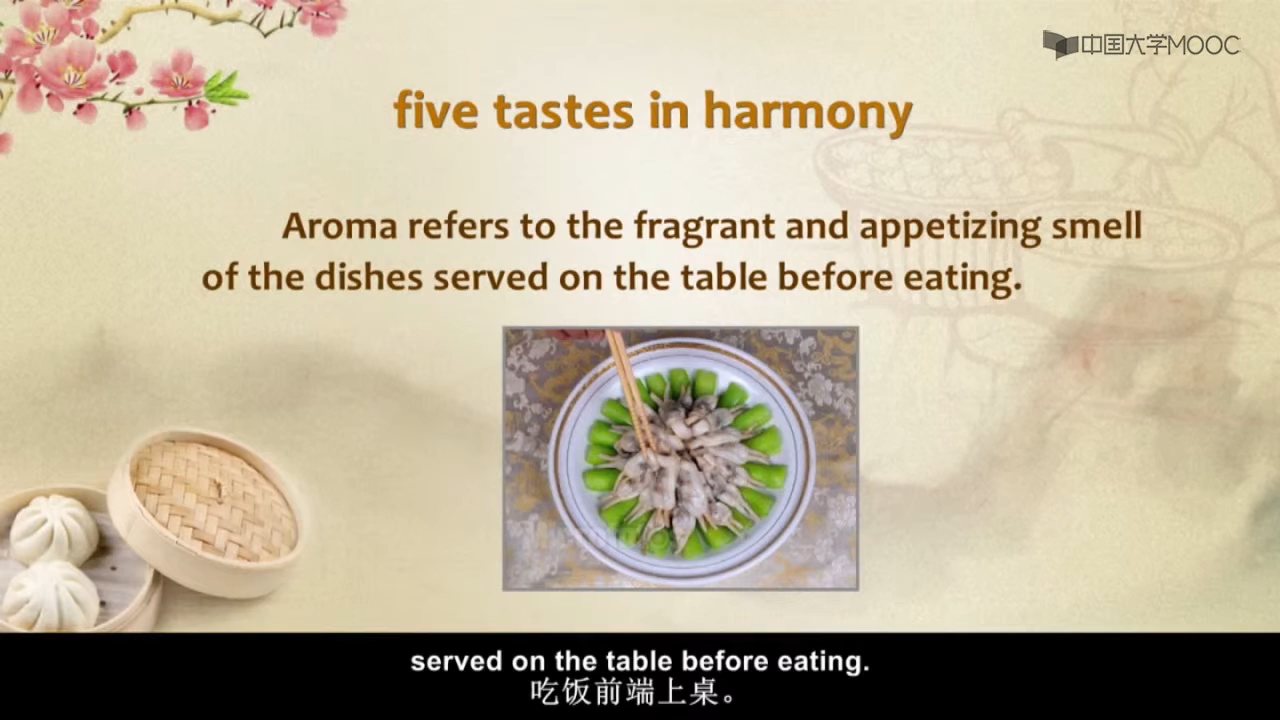 中国大学MOOC
five tastes in harmony
Aroma refers to the fragrant and appetizing smell
of the dishes served on the table before eating.
served on the table before eating.
吃饭前端上桌。